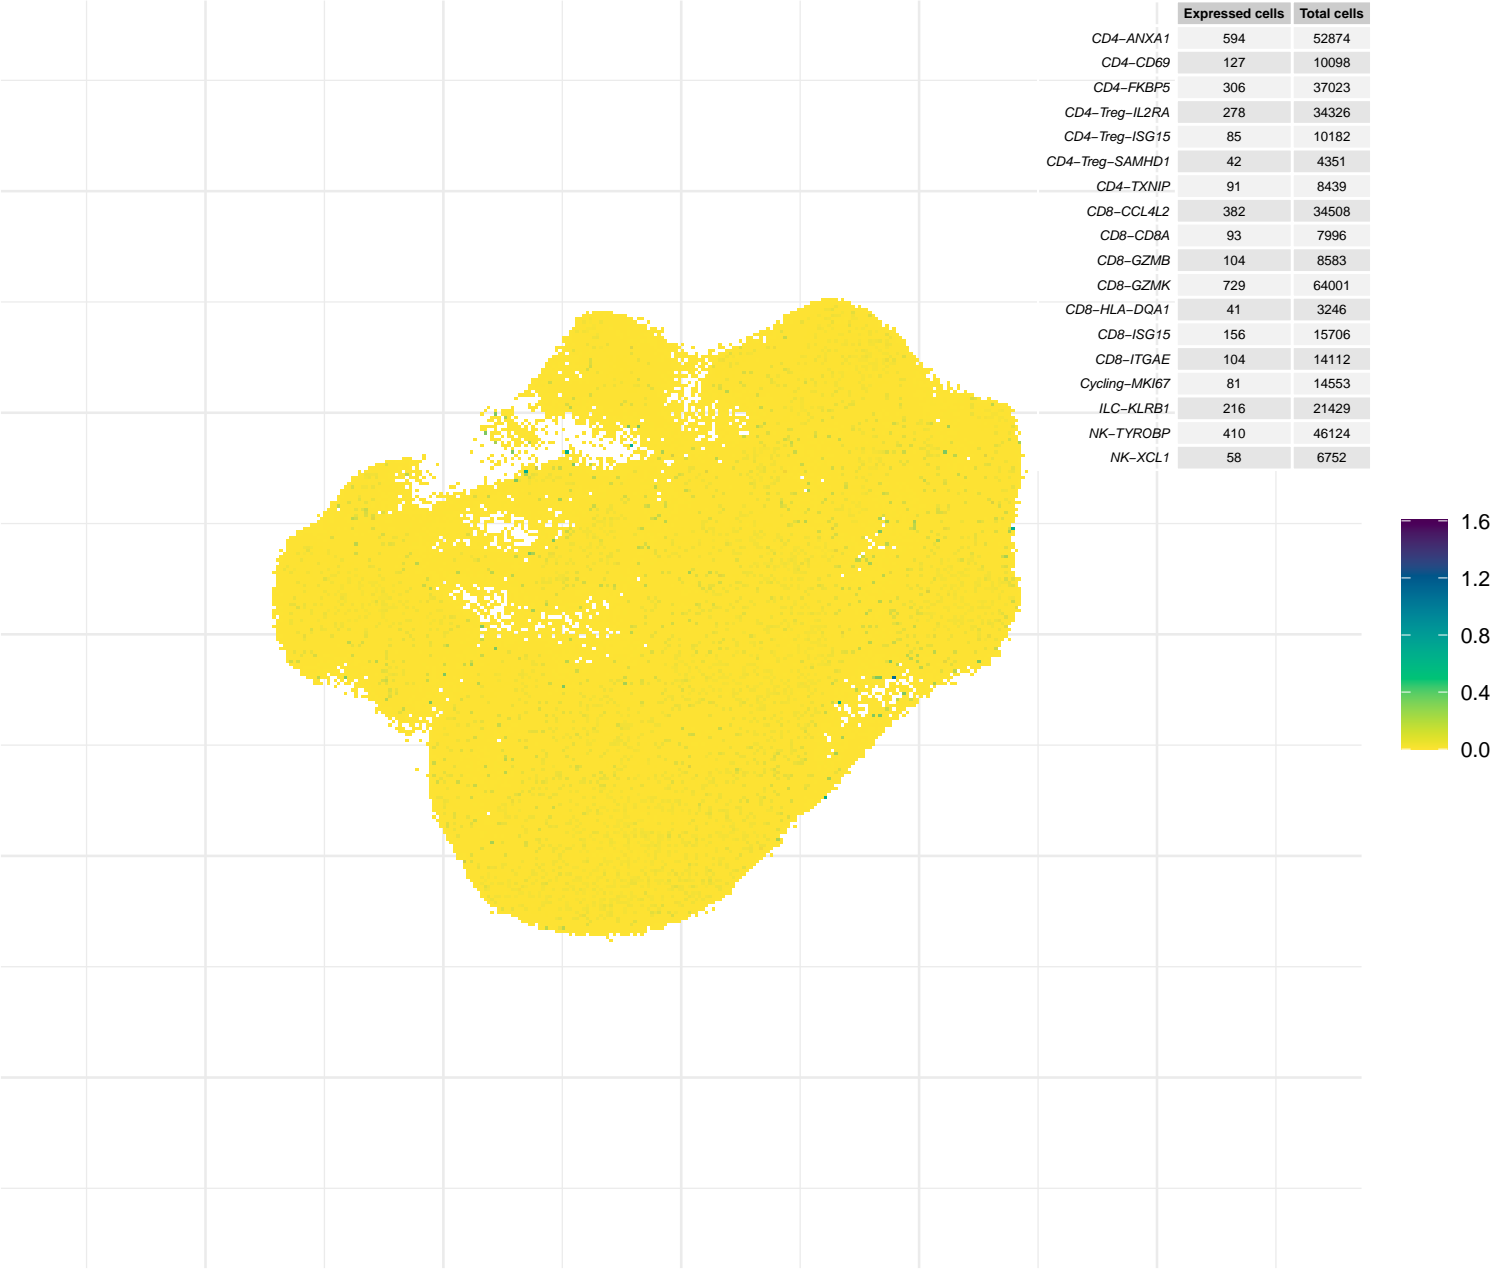 Expressed cells Total cells
CD4−ANXA1 594 52874
CD4−CD69 127 10098
CD4−FKBP5 306 37023
CD4−Treg−IL2RA 278 34326
CD4−Treg−ISG15 85 10182
CD4−Treg−SAMHD1 42 4351
CD4−TXNIP 91 8439
CD8−CCL4L2 382 34508
CD8−CD8A 93 7996
CD8−GZMB 104 8583
CD8−GZMK 729 64001
CD8−HLA−DQA1 41 3246
CD8−ISG15 156 15706
CD8−ITGAE 104 14112
Cycling−MKI67 81 14553
ILC−KLRB1 216 21429
NK−TYROBP 410 46124
NK−XCL1 58 6752
1.6
1.2
0.8
0.4
0.0